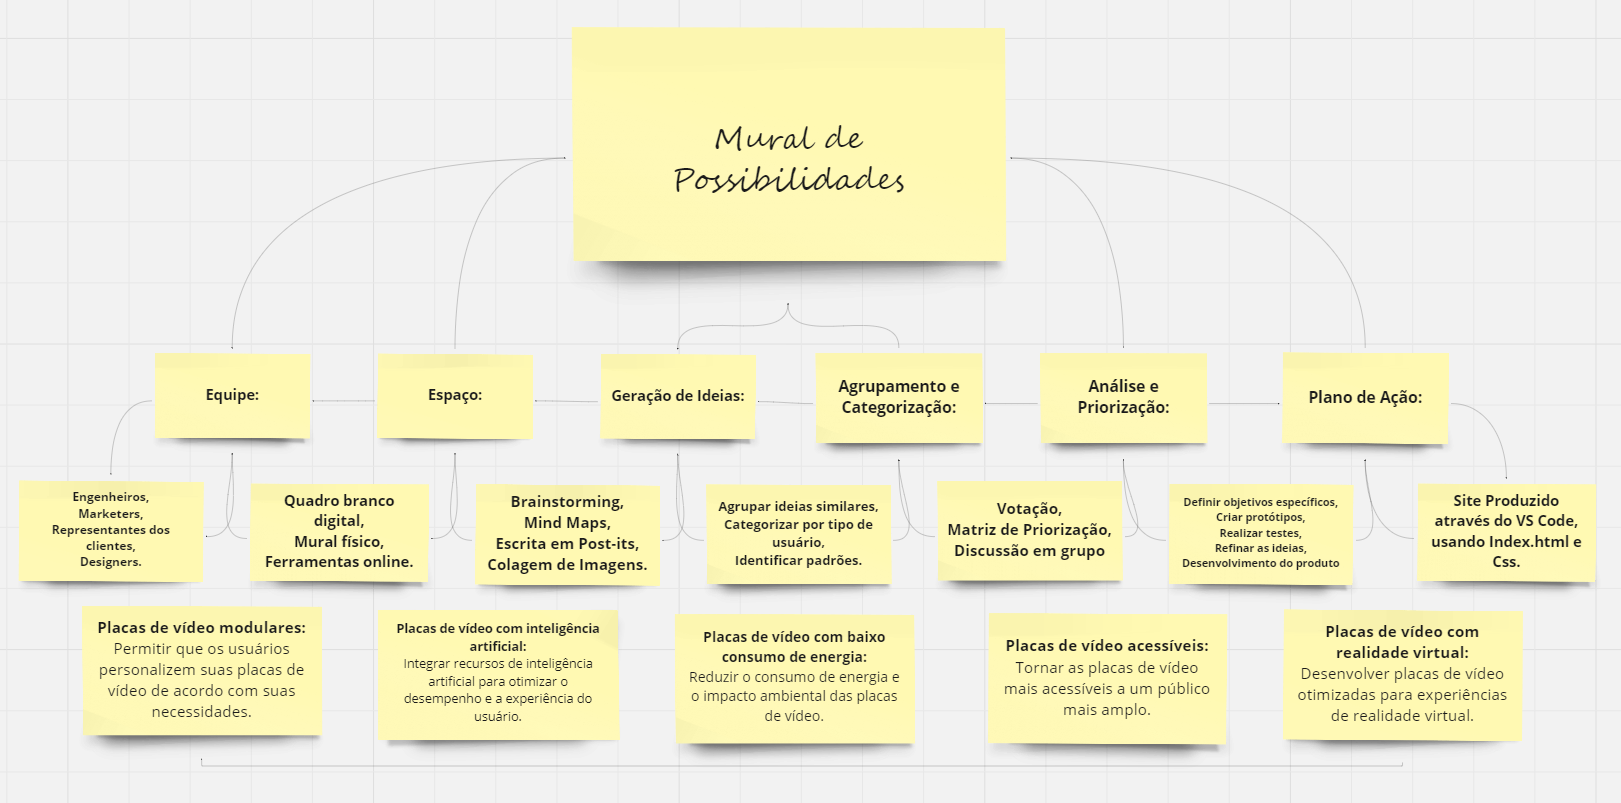 Mural de
Possibilidades
Equipe:
Espaço:
Geração de Ideias:
Agrupamento e
Categorização:
Análise e
Priorização:
Plano de Ação:
Engenheiros,
Marketers,
Representantes dos
clientes,
Designers.
Quadro branco
digital,
Mural físico,
Ferramentas online.
Brainstorming,
Mind Maps,
Escrita em Post-its,
Colagem de Imagens.
Agrupar ideias similares,
Categorizar por tipo de
usuário,
Identificar padrões.
Votação,
Matriz de Priorização,
Discussão em grupo
Definir objetivos específicos,
Criar protótipos,
Realizar testes,
Refinar as ideias,
Desenvolvimento do produto
Site Produzido
através do VS Code,
usando Index.html e
Css.
Placas de vídeo modulares:
Permitir que os usuários
personalizem suas placas de
vídeo de acordo com suas
necessidades.
Placas de vídeo com inteligência
artificial:
Integrar recursos de inteligência
artificial para otimizar o
desempenho e a experiência do
usuário.
Placas de vídeo com baixo
consumo de energia:
Reduzir o consumo de energia e
o impacto ambiental das placas
de vídeo.
Placas de vídeo acessíveis:
Tornar as placas de vídeo
mais acessíveis a um público
mais amplo.
Placas de vídeo com
realidade virtual:
Desenvolver placas de vídeo
otimizadas para experiências
de realidade virtual.